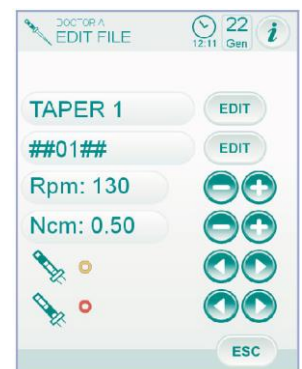 DOCTOR A
EDIT FILE
12:11
22
Gen
i
TAPER 1
EDIT
##01##
EDIT
Rpm: 130
Ncm: 0.50
ESC